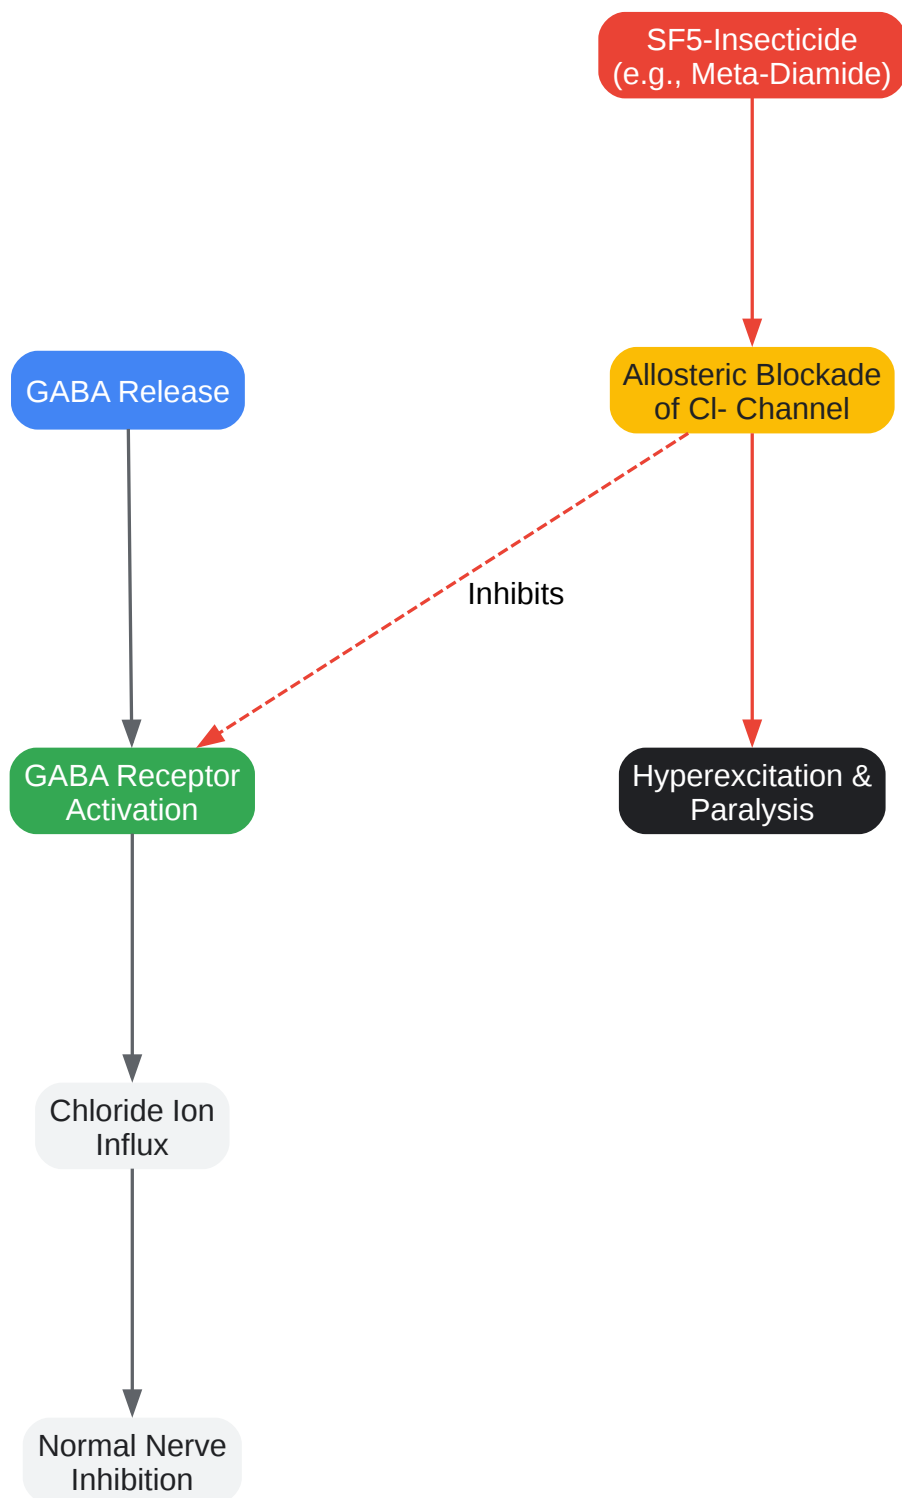 SF5-Insecticide
(e.g., Meta-Diamide)
GABA Release
Allosteric Blockade
of Cl- Channel
Inhibits
GABA Receptor
Activation
Hyperexcitation &
Paralysis
Chloride Ion
Influx
Normal Nerve
Inhibition